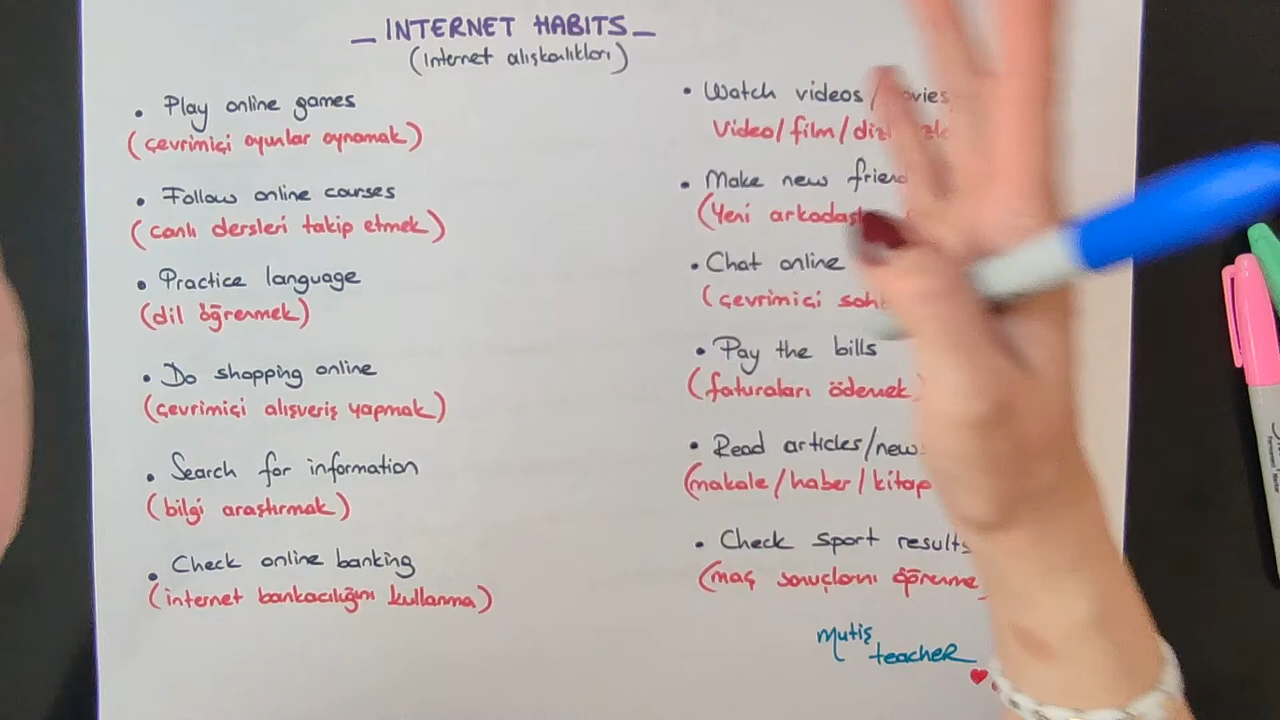 _ INTERNET HABITS _
(Internet alışkanlıkları)
• Play online games
(çevrimiçi oyunlar oynamak)
• Follow online courses
(canlı dersleri takip etmek)
• Practice language
(dil öğrenmek)
• Do shopping online
(çevrimiçi alışveriş yapmak)
• Search for information
(bilgi araştırmak)
• Check online banking
(internet bankacılığını kullanma)
• Watch videos /
Video/film/
• Make new
(Yeni
• Chat online
(çevrimiçi
• Pay the bills
(faturaları ödemek)
• Read articles/news
(makale/haber/kitap
• Check sport results
(maç sonuçlarını öğrenme
Mutiş
teacher